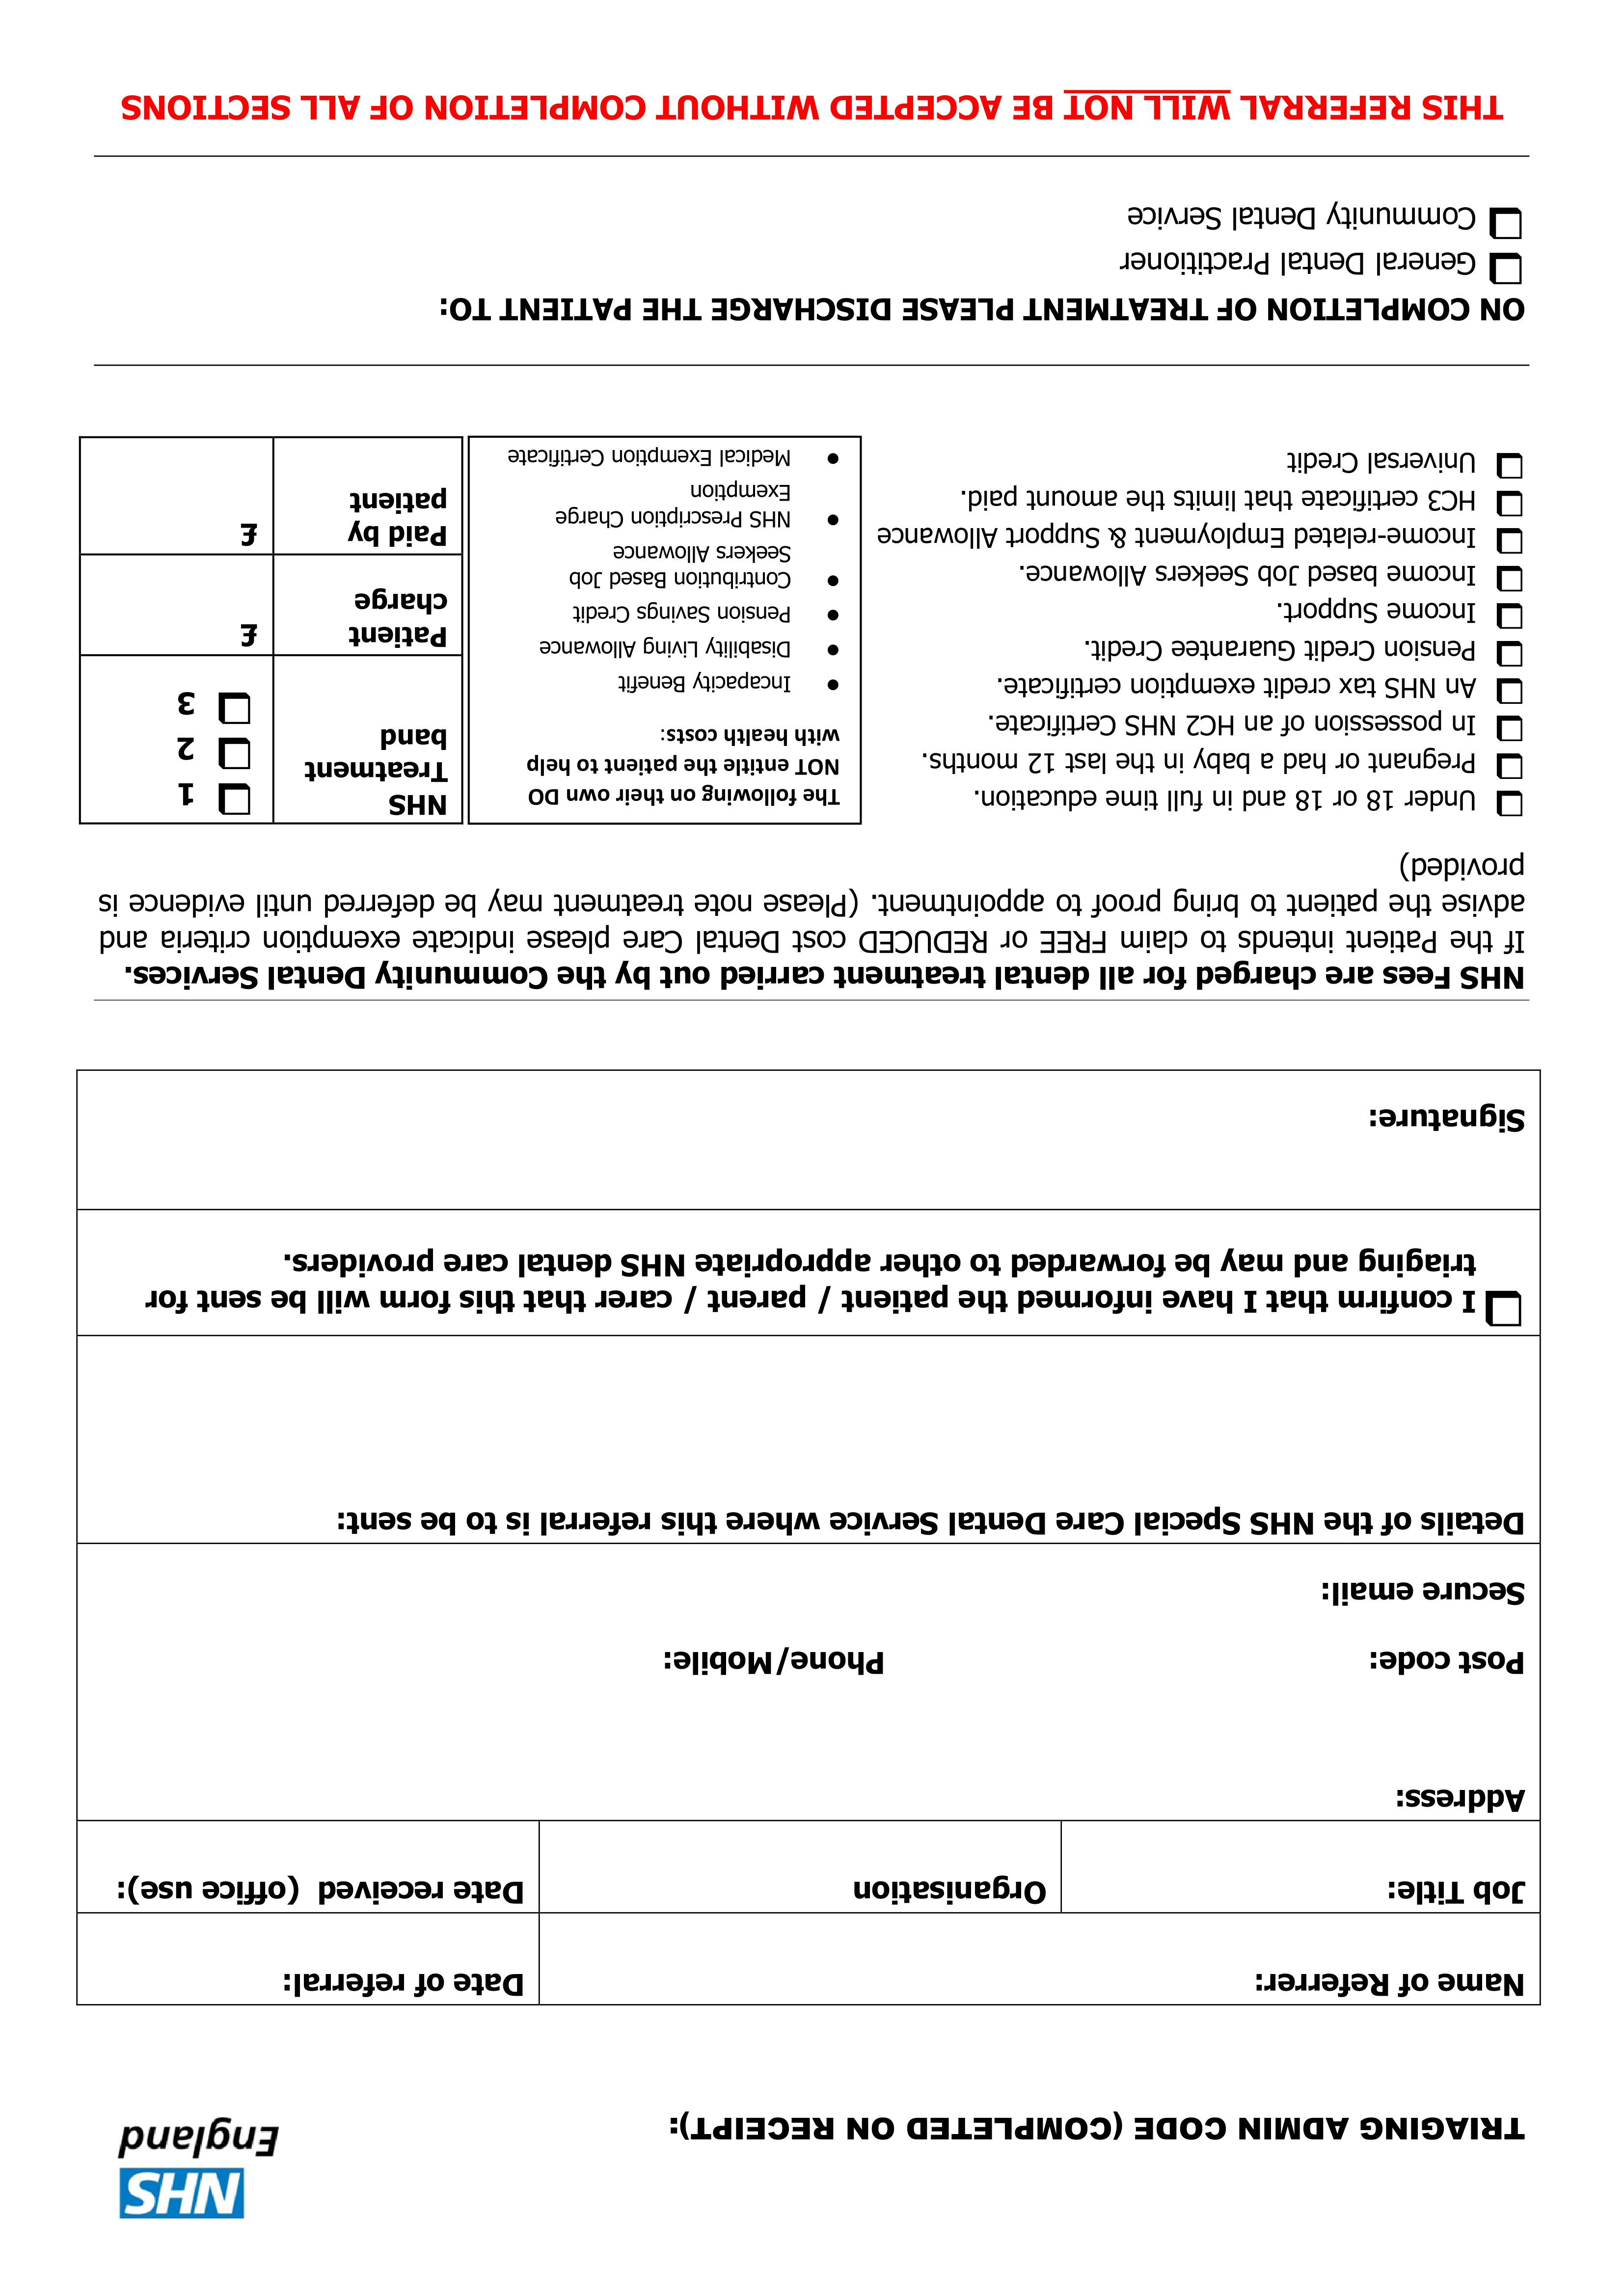 NHS
England
TRIAGING ADMIN CODE (COMPLETED ON RECEIPT):
Name of Referrer:
Date of referral:
Job Title:
Organisation
Date received  (office use):
Address:
Post code:
Phone/Mobile:
Secure email:
Details of the NHS Special Care Dental Service where this referral is to be sent:
I confirm that I have informed the patient / parent / carer that this form will be sent for
triaging and may be forwarded to other appropriate NHS dental care providers.
Signature:
NHS Fees are charged for all dental treatment carried out by the Community Dental Services.
If the Patient intends to claim FREE or REDUCED cost Dental Care please indicate exemption criteria and
advise the patient to bring proof to appointment. (Please note treatment may be deferred until evidence is
provided)
Under 18 or 18 and in full time education.
Pregnant or had a baby in the last 12 months.
In possession of an HC2 NHS Certificate.
An NHS tax credit exemption certificate.
Pension Credit Guarantee Credit.
Income Support.
Income based Job Seekers Allowance.
Income-related Employment & Support Allowance
HC3 certificate that limits the amount paid.
Universal Credit
The following on their own DO
NOT entitle the patient to help
with health costs:
• Incapacity Benefit
• Disability Living Allowance
• Pension Savings Credit
• Contribution Based Job
Seekers Allowance
• NHS Prescription Charge
Exemption
• Medical Exemption Certificate
NHS
Treatment
band
1
2
3
Patient
charge
£
Paid by
patient
£
ON COMPLETION OF TREATMENT PLEASE DISCHARGE THE PATIENT TO:
General Dental Practitioner
Community Dental Service
THIS REFERRAL WILL NOT BE ACCEPTED WITHOUT COMPLETION OF ALL SECTIONS